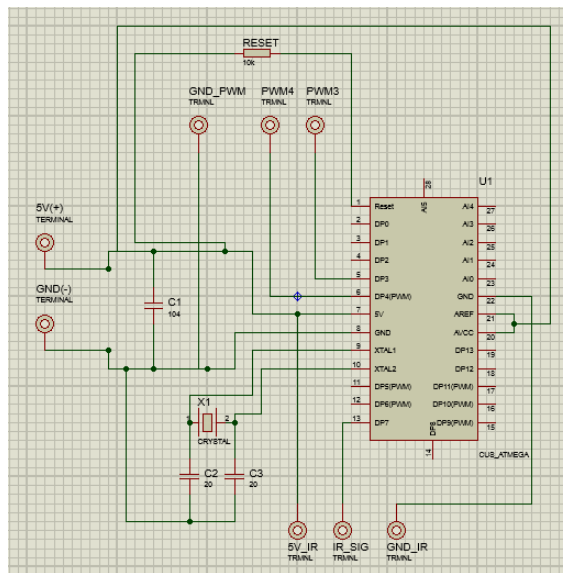 RESET
10k
GND_PWM
TRMNL
PWM4
TRMNL
PWM3
TRMNL
U1
28
AI5
1 Reset
2 DP0
3 DP1
4 DP2
5 DP3
6 DP4(PWM)
7 5V
8 GND
9 XTAL1
10 XTAL2
11 DP5(PWM)
12 DP6(PWM)
13 DP7
AI4 27
AI3 26
AI2 25
AI1 24
AI0 23
GND 22
AREF 21
AVCC 20
DP13 19
DP12 18
DP11(PWM) 17
DP10(PWM) 16
DP9(PWM) 15
DP8
14
CUS_ATMEGA
5V(+)
TERMINAL
GND(-)
TERMINAL
C1
104
X1
1 2
CRYSTAL
C2
20
C3
20
5V_IR
TRMNL
IR_SIG
TRMNL
GND_IR
TRMNL